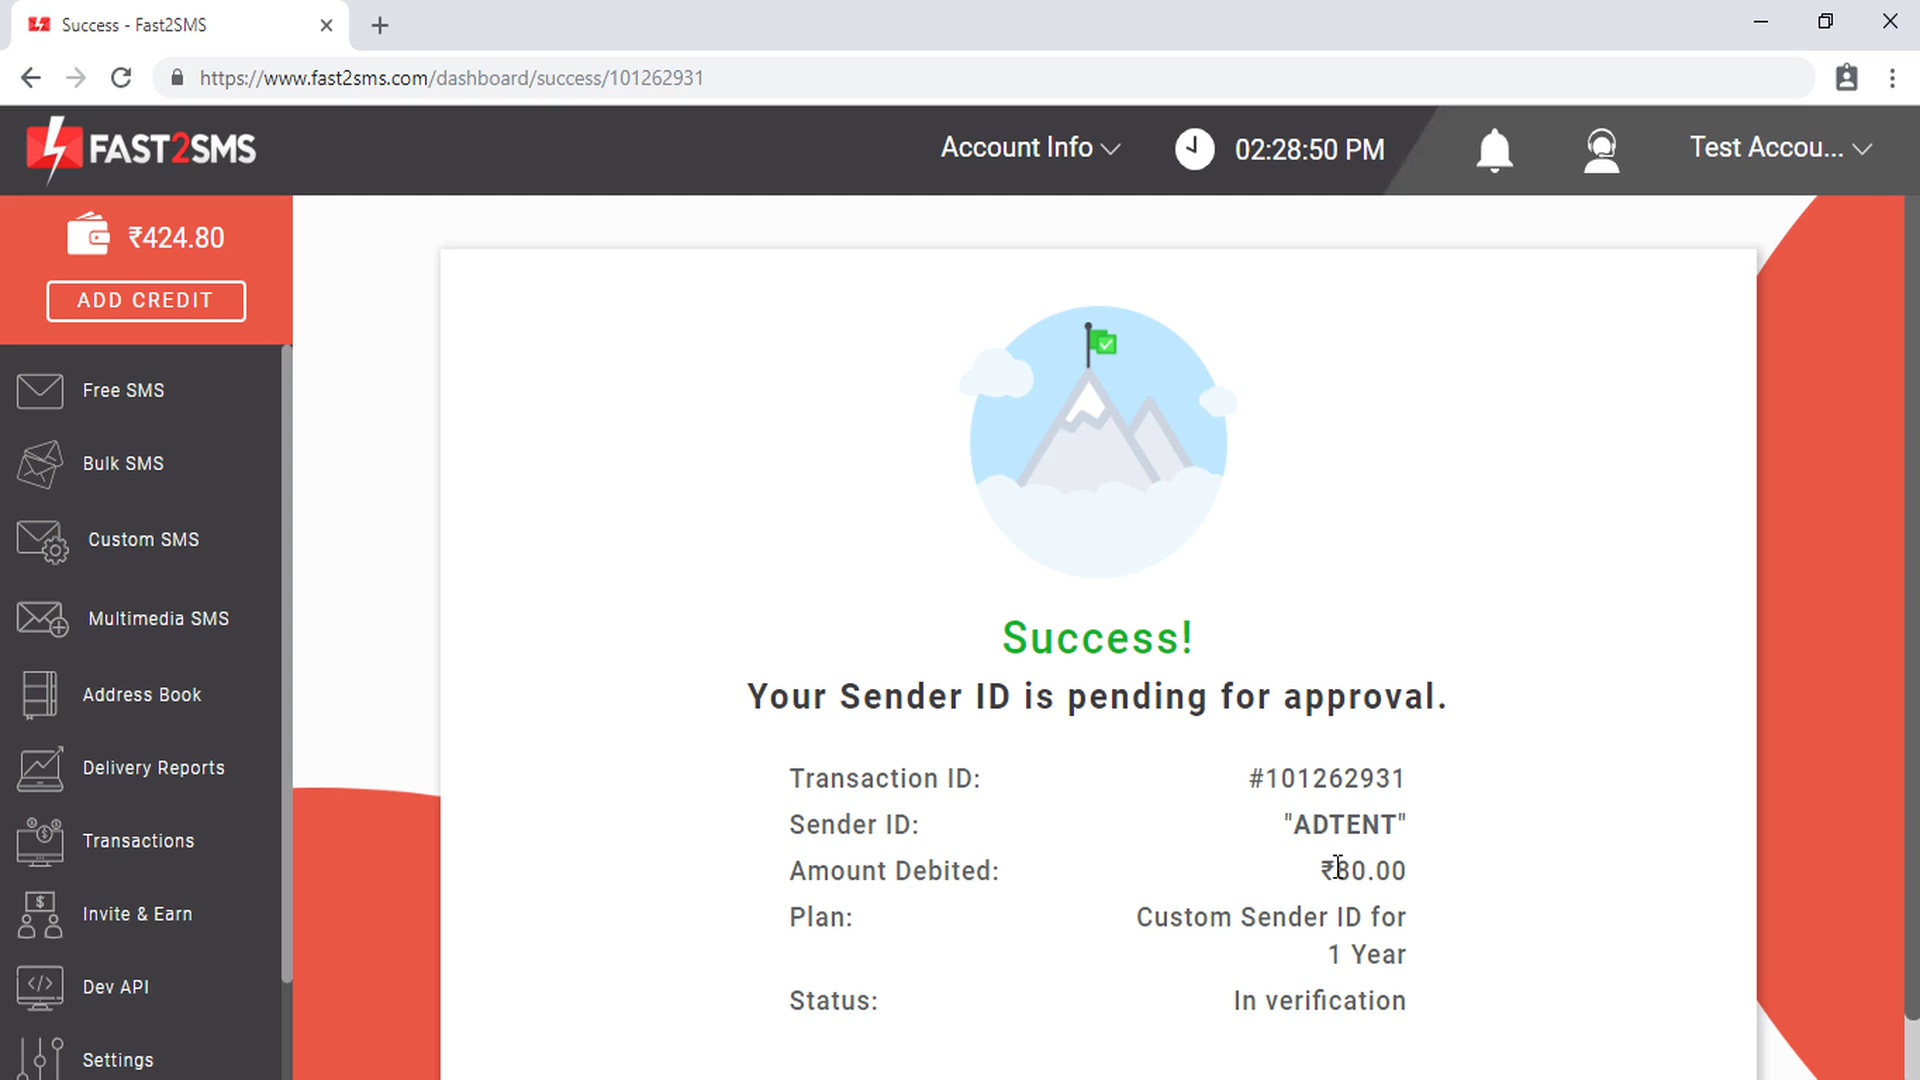 Success - Fast2SMS
https://www.fast2sms.com/dashboard/success/101262931
FAST2SMS
Account Info
02:28:50 PM
Test Accou...
₹424.80
ADD CREDIT
Free SMS
Bulk SMS
Custom SMS
Multimedia SMS
Address Book
Delivery Reports
Transactions
Invite & Earn
Dev API
Settings
Success!
Your Sender ID is pending for approval.
Transaction ID: #101262931
Sender ID: "ADTENT"
Amount Debited:
Plan: Custom Sender ID for
1 Year
Status: In verification